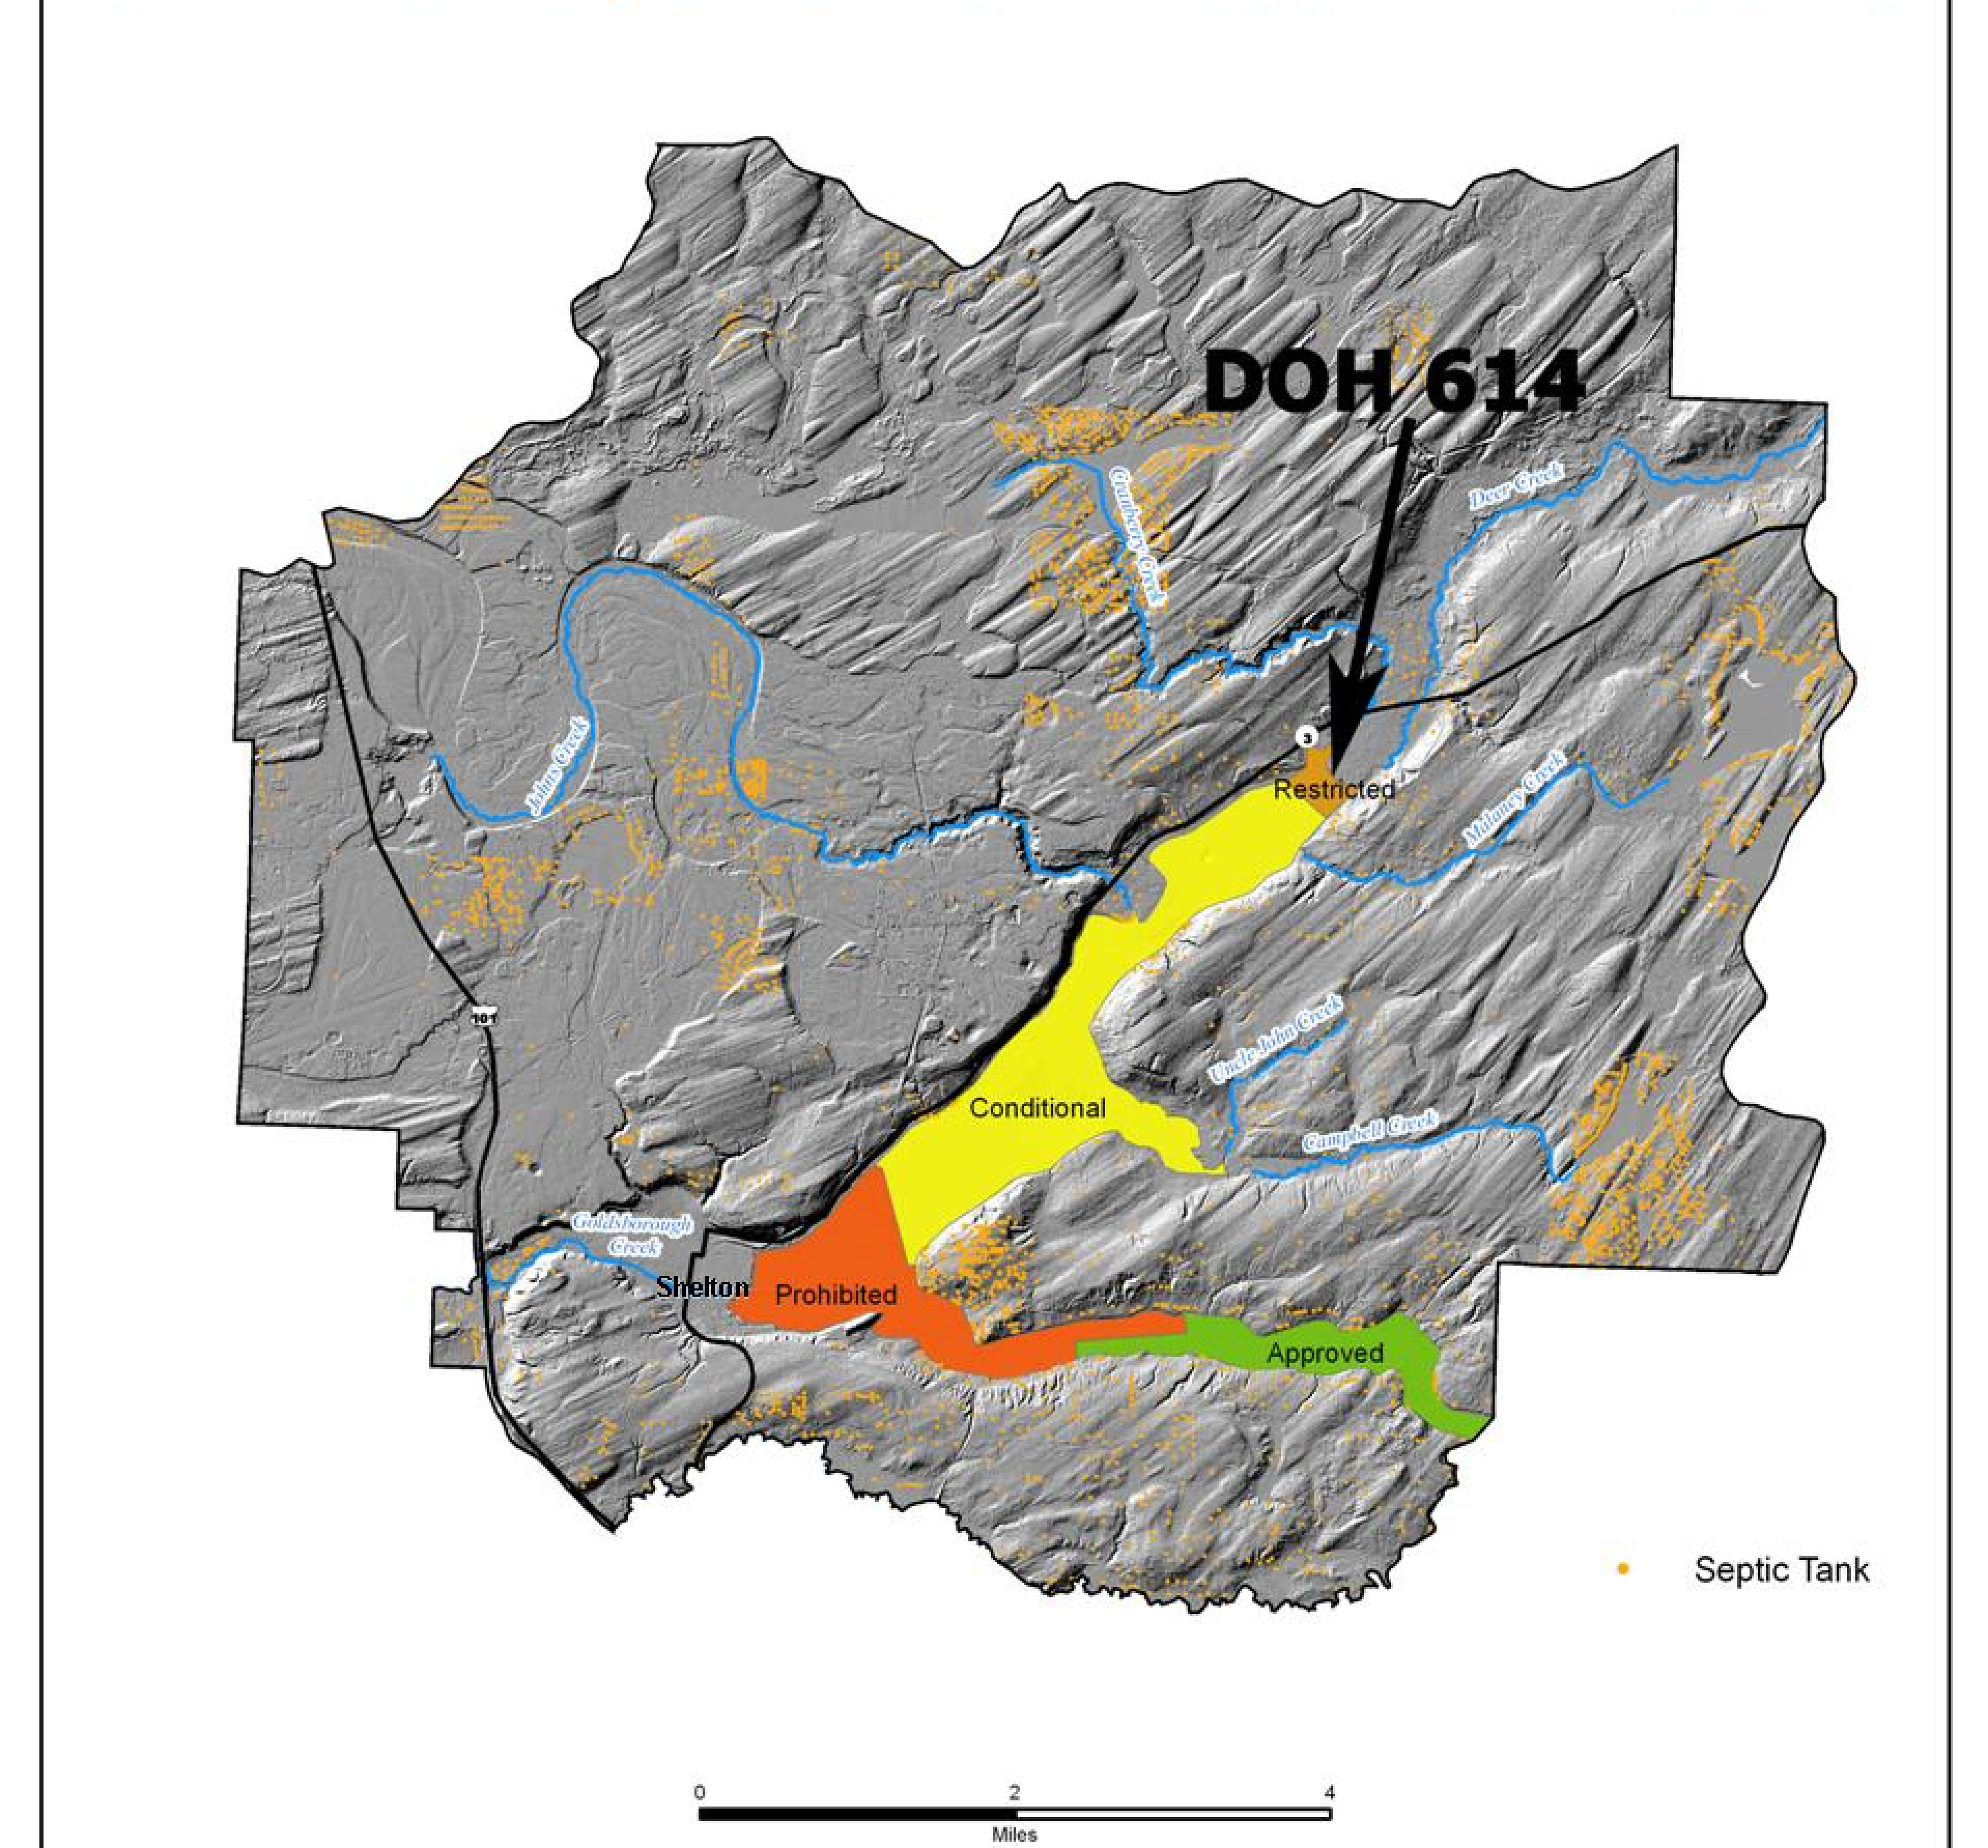 DOH 614
Deer Creek
Cranberry Creek
Johns Creek
3
Restricted
Malaney Creek
101
Uncle John Creek
Conditional
Campbell Creek
Goldsborough
Creek
Shelton
Prohibited
Approved
Septic Tank
0 2 4
Miles